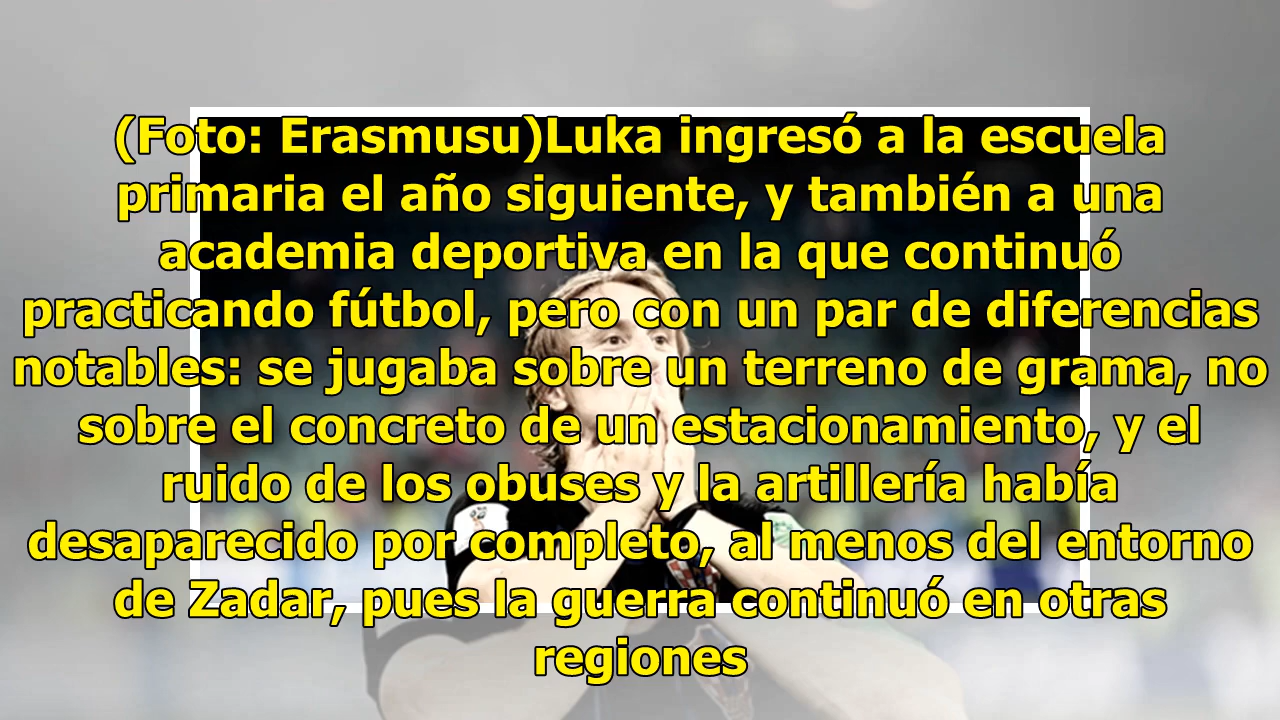 (Foto: Erasmusu)Luka ingresó a la escuela
primaria el año siguiente, y también a una
academia deportiva en la que continuó
practicando fútbol, pero con un par de diferencias
notables: se jugaba sobre un terreno de grama, no
sobre el concreto de un estacionamiento, y el
ruido de los obuses y la artillería había
desaparecido por completo, al menos del entorno
de Zadar, pues la guerra continuó en otras
regiones